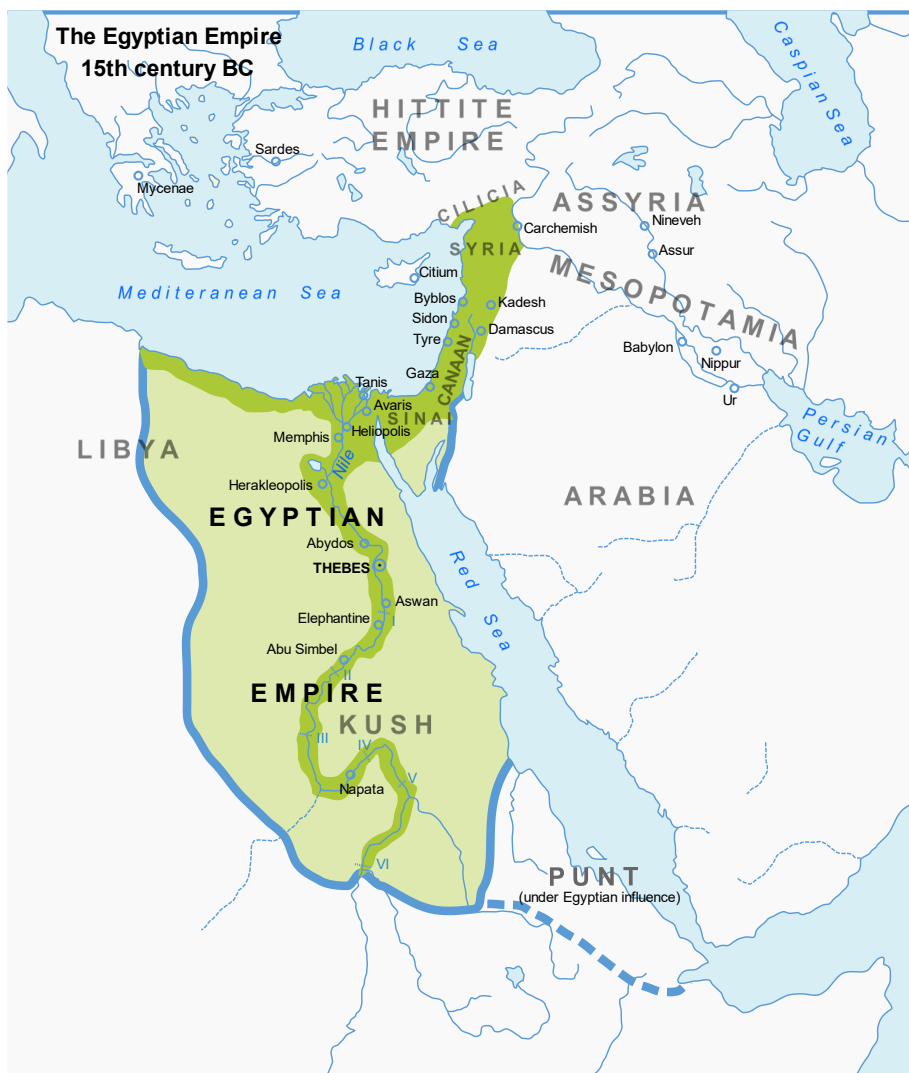 The Egyptian Empire
15th century BC
Black Sea
Caspian Sea
HITTITE
EMPIRE
Sardes
Mycenae
CILICIA
ASSYRIA
Carchemish
Nineveh
SYRIA
Assur
MESOPOTAMIA
Citium
Mediteranean Sea
Byblos
Kadesh
Sidon
Damascus
Tyre
Babylon
Nippur
CANAAN
Gaza
Tanis
Ur
Avaris
SINAI
Persian
Gulf
Heliopolis
Memphis
LIBYA
Nile
Herakleopolis
ARABIA
EGYPTIAN
Abydos
THEBES
Red Sea
Aswan
Elephantine
I
Abu Simbel
II
EMPIRE
KUSH
III
IV
V
Napata
VI
PUNT
(under Egyptian influence)